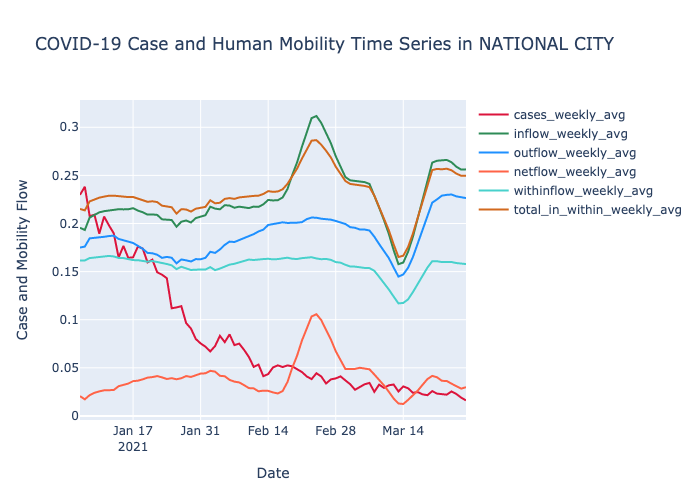 COVID-19 Case and Human Mobility Time Series in NATIONAL CITY
cases_weekly_avg
inflow_weekly_avg
outflow_weekly_avg
netflow_weekly_avg
withinflow_weekly_avg
total_in_within_weekly_avg
Case and Mobility Flow
0.3
0.25
0.2
0.15
0.1
0.05
0
Jan 17
2021
Jan 31
Feb 14
Feb 28
Mar 14
Date